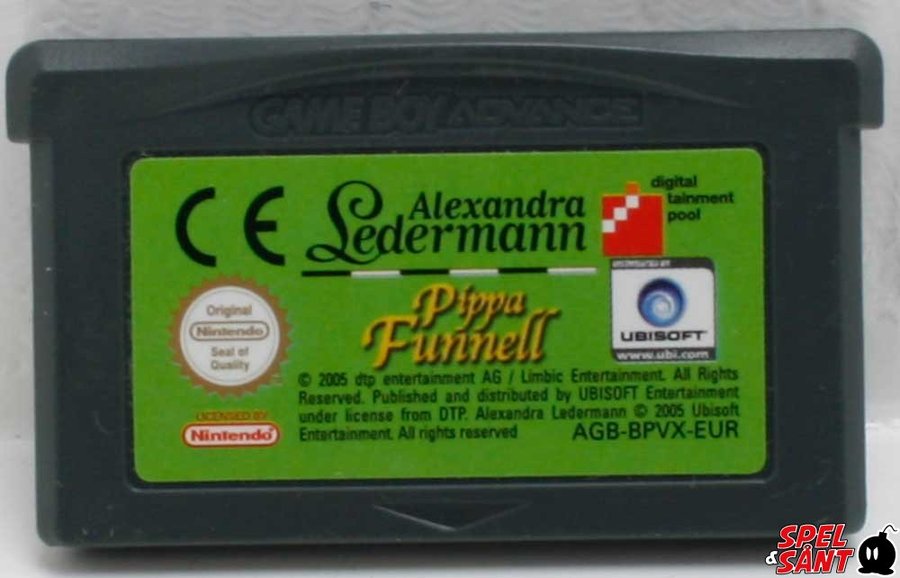 GAME BOY ADVANCE
CE
Alexandra
Ledermann
digital
tainment
pool
Pippa
Funnell
UBISOFT
www.ubi.com
Original
Nintendo
Seal of
Quality
LICENSED BY
Nintendo
© 2005 dtp entertainment AG / Limbic Entertainment. All Rights
Reserved. Published and distributed by UBISOFT Entertainment
under license from DTP. Alexandra Ledermann © 2005 Ubisoft
Entertainment. All rights reserved
AGB-BPVX-EUR
SPEL
& SÅNT